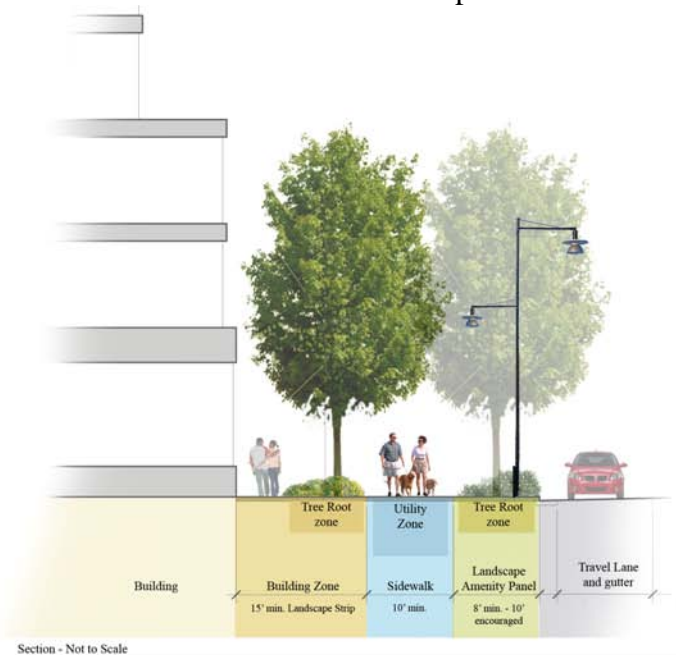 Tree Root
zone
Utility
Zone
Tree Root
zone
Building
Building Zone
Sidewalk
Landscape
Amenity Panel
Travel Lane
and gutter
15' min. Landscape Strip
10' min.
8' min. - 10'
encouraged
Section - Not to Scale